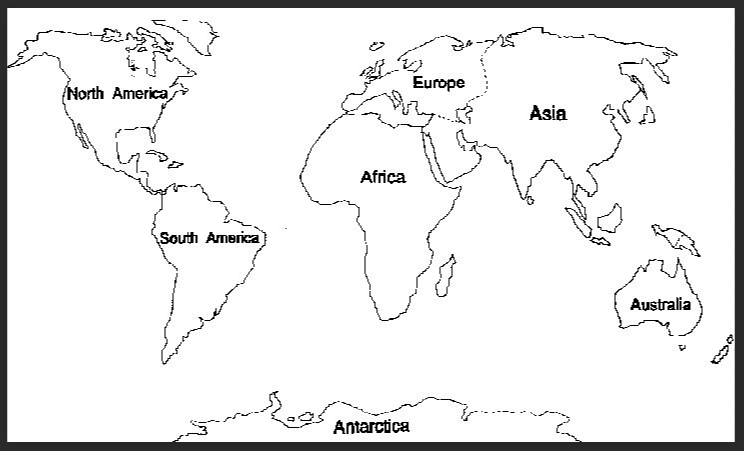 Europe
North America
Asia
Africa
South America
Australia
Antarctica